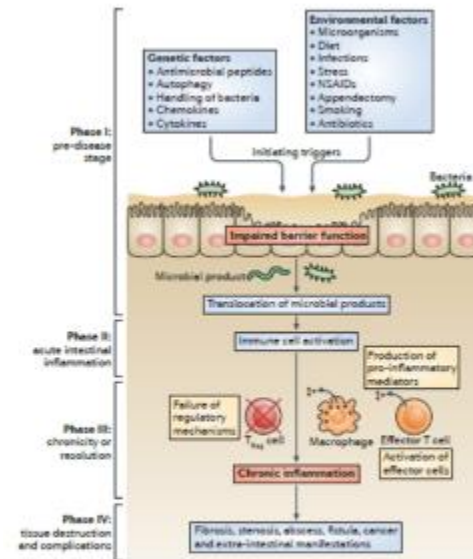 Environmental factors
• Microorganisms
• Diet
• Infections
• Stress
• NSAIDs
• Appendectomy
• Smoking
• Antibiotics
Genetic factors
• Antimicrobial peptides
• Autophagy
• Handling of bacteria
• Chemokines
• Cytokines
Phase I:
pre-disease
stage
Initiating triggers
Bacteria
Impaired barrier function
Microbial product
Translocation of microbial products
Phase II:
acute intestinal
inflammation
Immune cell activation
Production of
pro-inflammatory
mediators
Phase III:
chronicity or
resolution
Failure of
regulatory
mechanisms
T reg cell
Macrophage
Effector T cell
Activation of
effector cells
Chronic inflammation
Phase IV:
tissue destruction
and complications
Fibrosis, stenosis, abscess, fistula, cancer
and extra-intestinal manifestations